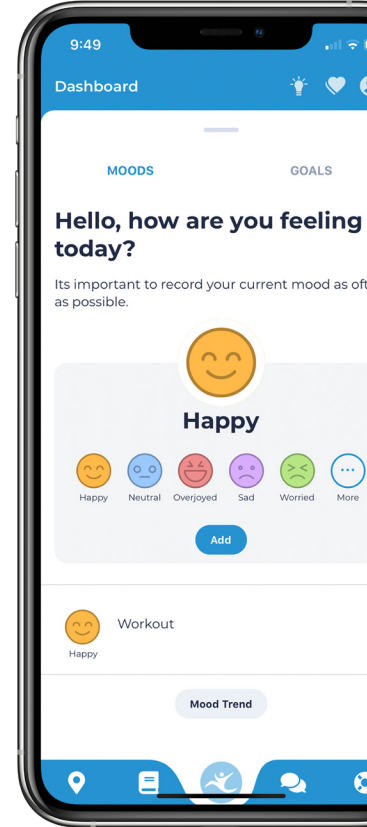 9:49
Dashboard
MOODS GOALS
Hello, how are you feeling
today?
Its important to record your current mood as oft
as possible.
Happy
Happy Neutral Overjoyed Sad Worried More
Add
Workout
Happy
Mood Trend